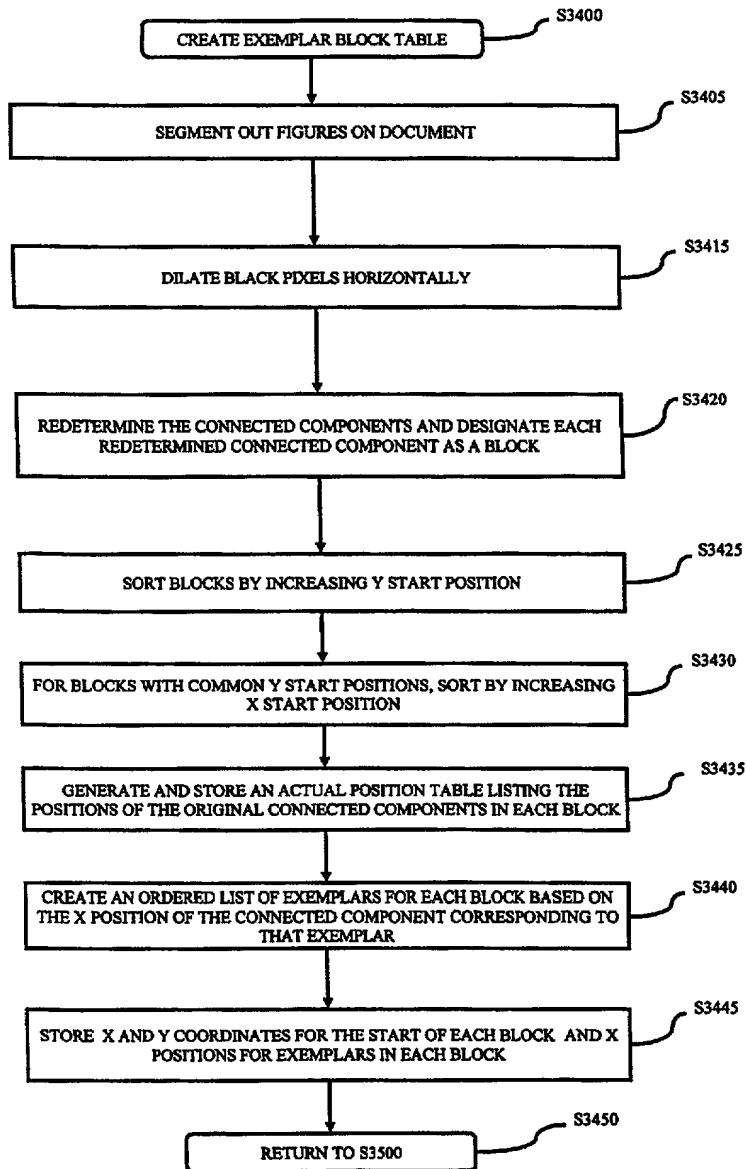 S3400
CREATE EXEMPLAR BLOCK TABLE
S3405
SEGMENT OUT FIGURES ON DOCUMENT
S3415
DILATE BLACK PIXELS HORIZONTALLY
S3420
REDETERMINE THE CONNECTED COMPONENTS AND DESIGNATE EACH
REDETERMINED CONNECTED COMPONENT AS A BLOCK
S3425
SORT BLOCKS BY INCREASING Y START POSITION
S3430
FOR BLOCKS WITH COMMON Y START POSITIONS, SORT BY INCREASING
X START POSITION
S3435
GENERATE AND STORE AN ACTUAL POSITION TABLE LISTING THE
POSITIONS OF THE ORIGINAL CONNECTED COMPONENTS IN EACH BLOCK
S3440
CREATE AN ORDERED LIST OF EXEMPLARS FOR EACH BLOCK BASED ON
THE X POSITION OF THE CONNECTED COMPONENT CORRESPONDING TO
THAT EXEMPLAR
S3445
STORE X AND Y COORDINATES FOR THE START OF EACH BLOCK AND X
POSITIONS FOR EXEMPLARS IN EACH BLOCK
S3450
RETURN TO S3500